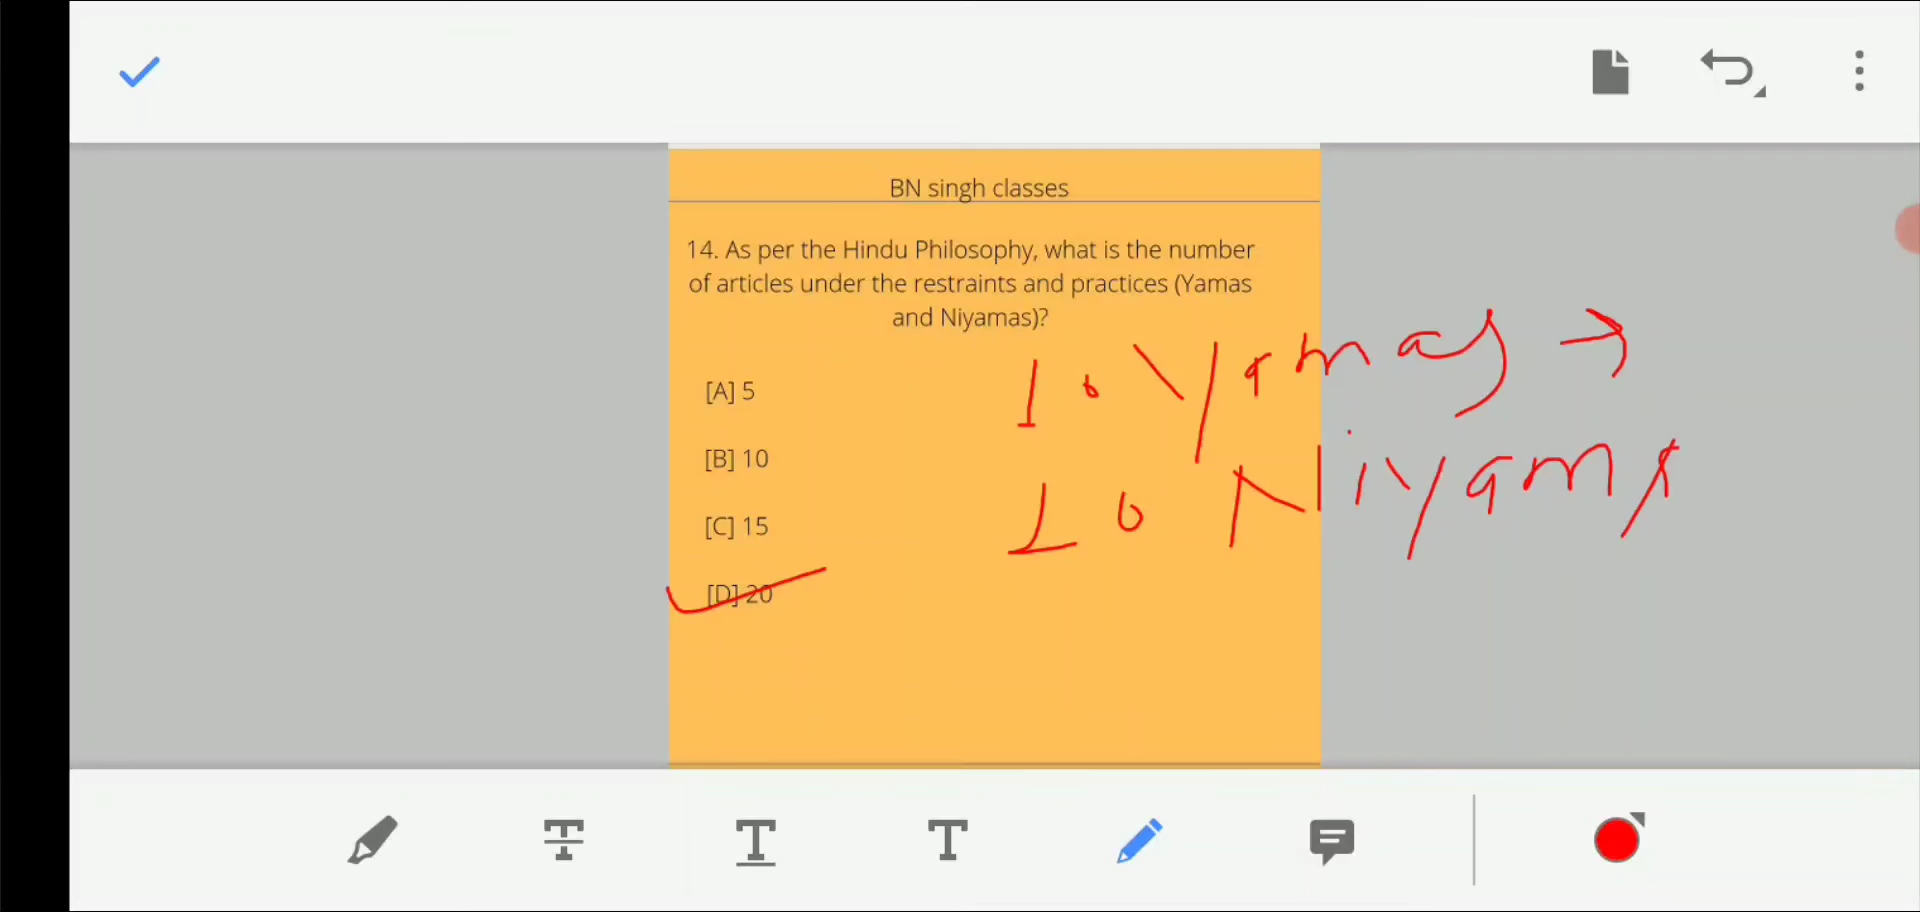 BN singh classes
14. As per the Hindu Philosophy, what is the number
of articles under the restraints and practices (Yamas
and Niyamas)?
[A] 5
[B] 10
[C] 15
[D] 20
10 Yamas →
10 Niyams